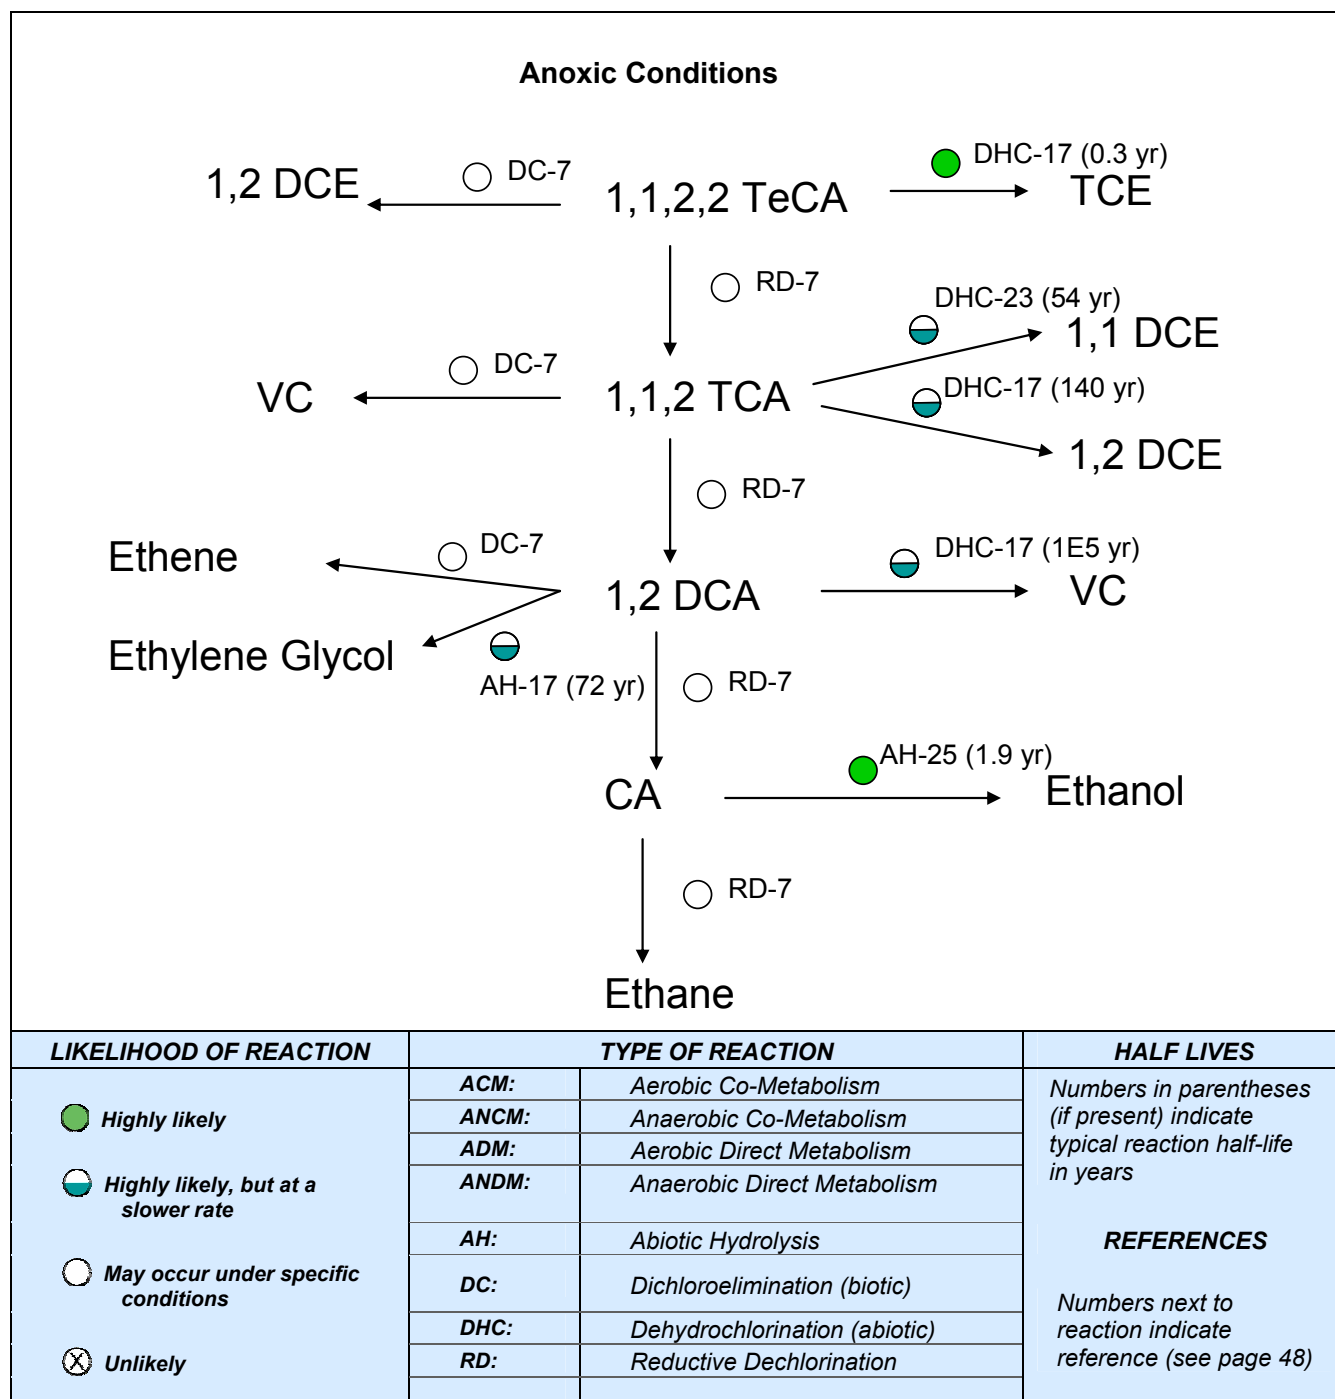 Anoxic Conditions
DHC-17 (0.3 yr)
1,2 DCE
DC-7
1,1,2,2 TeCA
TCE
RD-7
DHC-23 (54 yr)
1,1 DCE
DC-7
VC
1,1,2 TCA
DHC-17 (140 yr)
1,2 DCE
RD-7
Ethene
DC-7
DHC-17 (1E5 yr)
1,2 DCA
VC
Ethylene Glycol
AH-17 (72 yr)
RD-7
AH-25 (1.9 yr)
CA
Ethanol
RD-7
Ethane
LIKELIHOOD OF REACTION
Highly likely
Highly likely, but at a
slower rate
May occur under specific
conditions
X
Unlikely
TYPE OF REACTION
ACM: Aerobic Co-Metabolism
ANCM: Anaerobic Co-Metabolism
ADM: Aerobic Direct Metabolism
ANDM: Anaerobic Direct Metabolism
AH: Abiotic Hydrolysis
DC: Dichloroelimination (biotic)
DHC: Dehydrochlorination (abiotic)
RD: Reductive Dechlorination
HALF LIVES
Numbers in parentheses
(if present) indicate
typical reaction half-life
in years
REFERENCES
Numbers next to
reaction indicate
reference (see page 48)